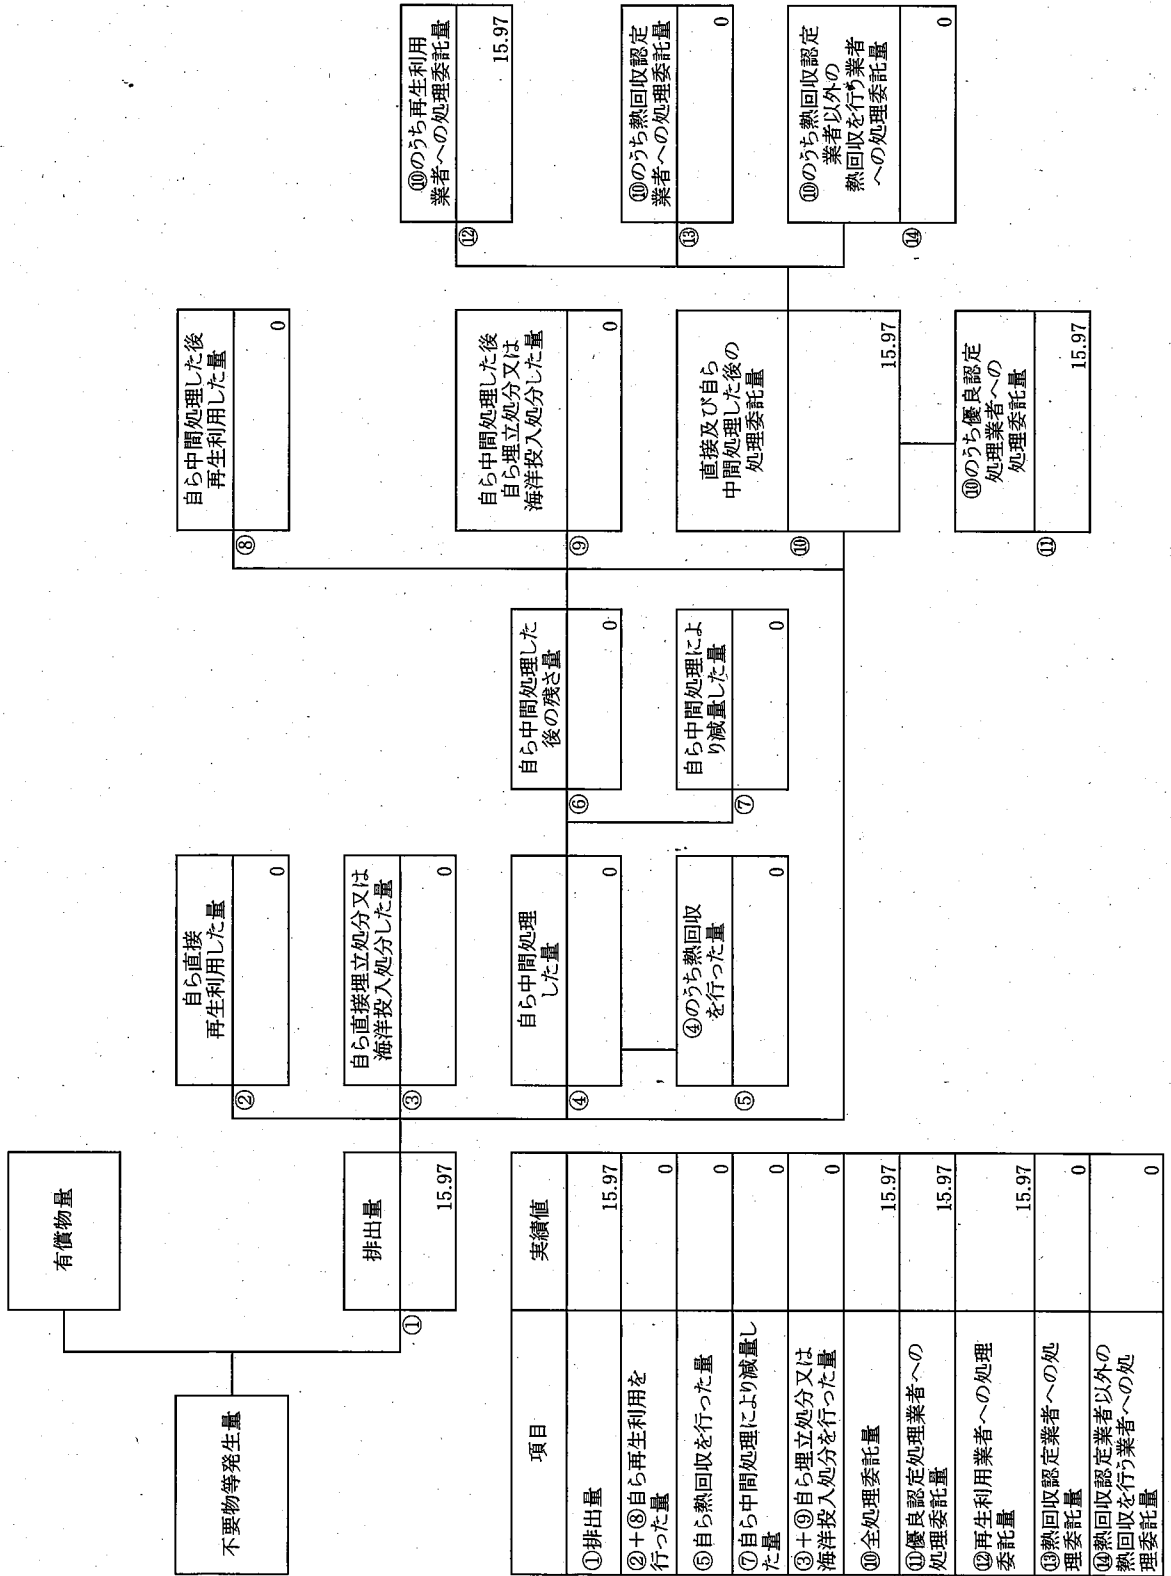 不要物等発生量
有償物量
①
排出量
15.97
②
自ら直接
再生利用した量
0
③
自ら直接埋立処分又は
海洋投入処分した量
0
④
自ら中間処理
した量
0
⑤
④のうち熱回収
を行った量
0
⑥
自ら中間処理した
後の残さ量
0
⑦
自ら中間処理によ
り減量した量
0
⑧
自ら中間処理した後
再生利用した量
0
⑨
自ら中間処理した後
自ら埋立処分又は
海洋投入処分した量
0
⑩
直接及び自ら
中間処理した後の
処理委託量
15.97
⑪
⑩のうち優良認定
処理業者への
処理委託量
15.97
⑫
⑩のうち再生利用
業者への処理委託量
15.97
⑬
⑩のうち熱回収認定
業者への処理委託量
0
⑭
⑩のうち熱回収認定
業者以外の
熱回収を行う業者
への処理委託量
0
項目
実績値
①排出量
15.97
②+⑧自ら再生利用を
行った量
0
⑤自ら熱回収を行った量
0
⑦自ら中間処理により減量し
た量
0
③+⑨自ら埋立処分又は
海洋投入処分を行った量
0
⑩全処理委託量
15.97
⑪優良認定処理業者への
処理委託量
15.97
⑫再生利用業者への処理
委託量
15.97
⑬熱回収認定業者への処
理委託量
0
⑭熱回収認定業者以外の
熱回収を行う業者への処
理委託量
0